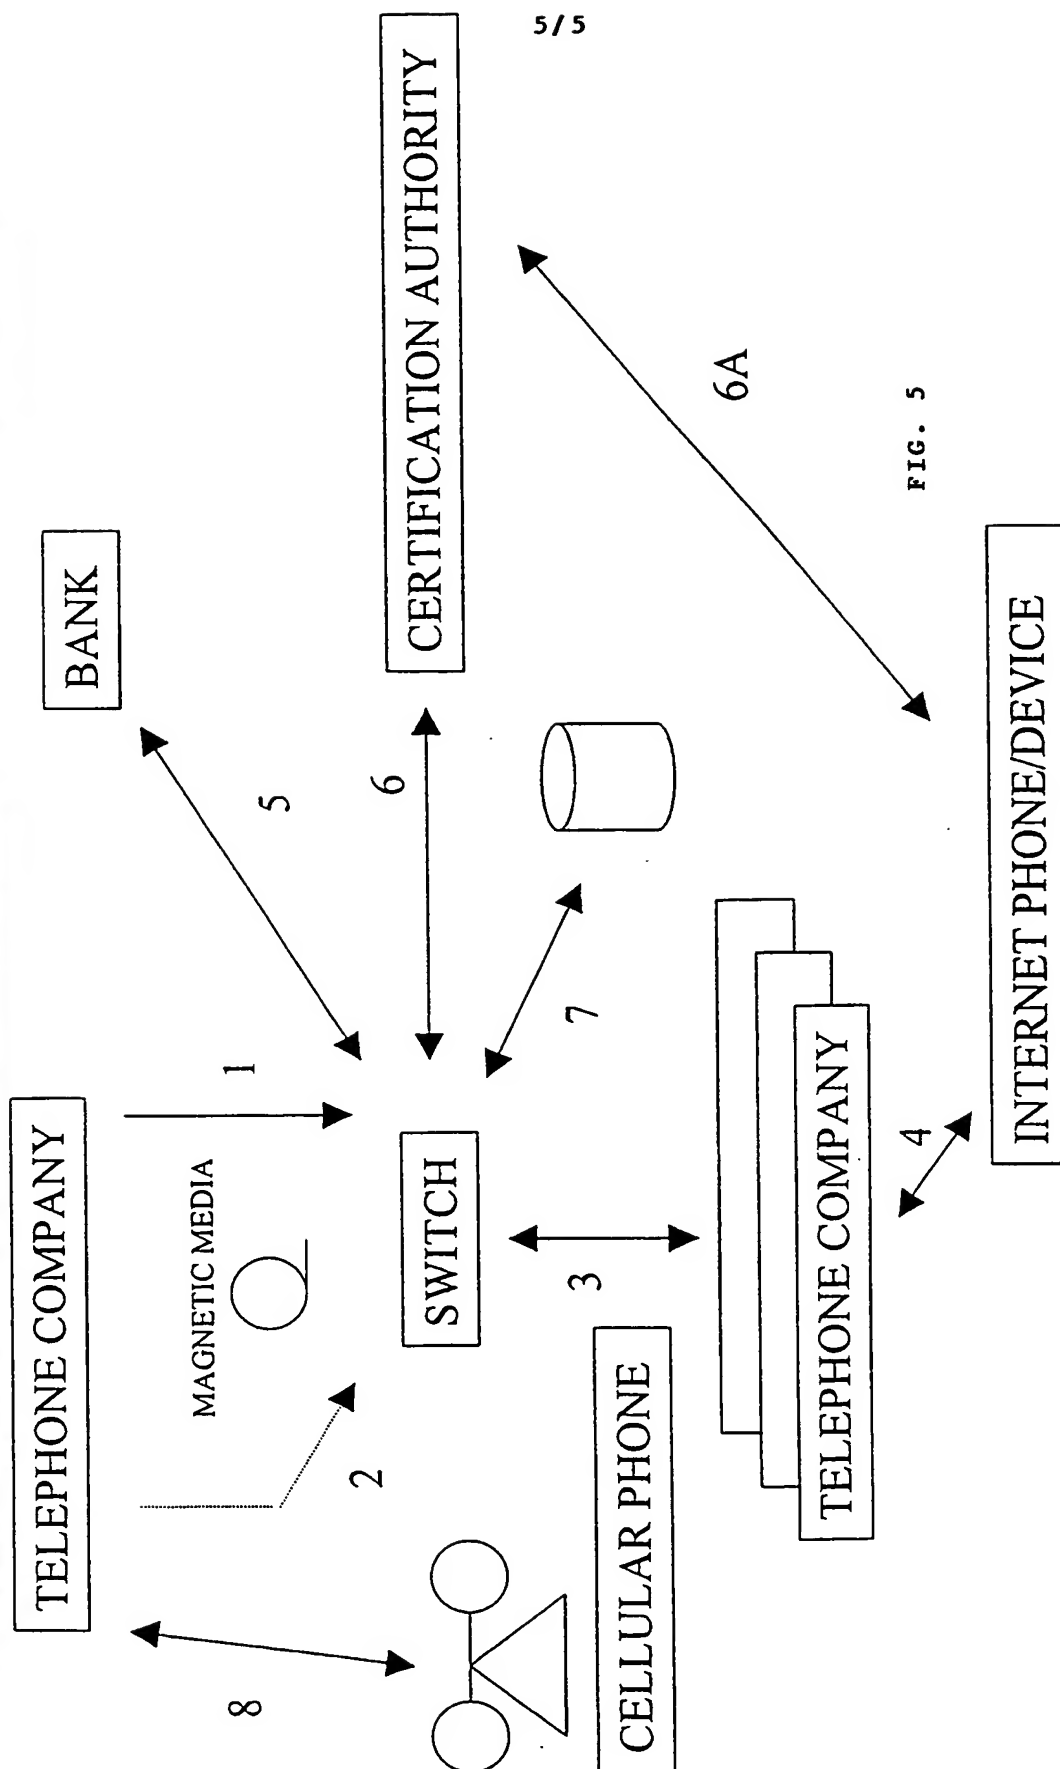 5/5
TELEPHONE COMPANY
BANK
8
2
MAGNETIC MEDIA
1
5
SWITCH
6
CERTIFICATION AUTHORITY
CELLULAR PHONE
3
7
TELEPHONE COMPANY
4
6A
INTERNET PHONE/DEVICE
FIG. 5